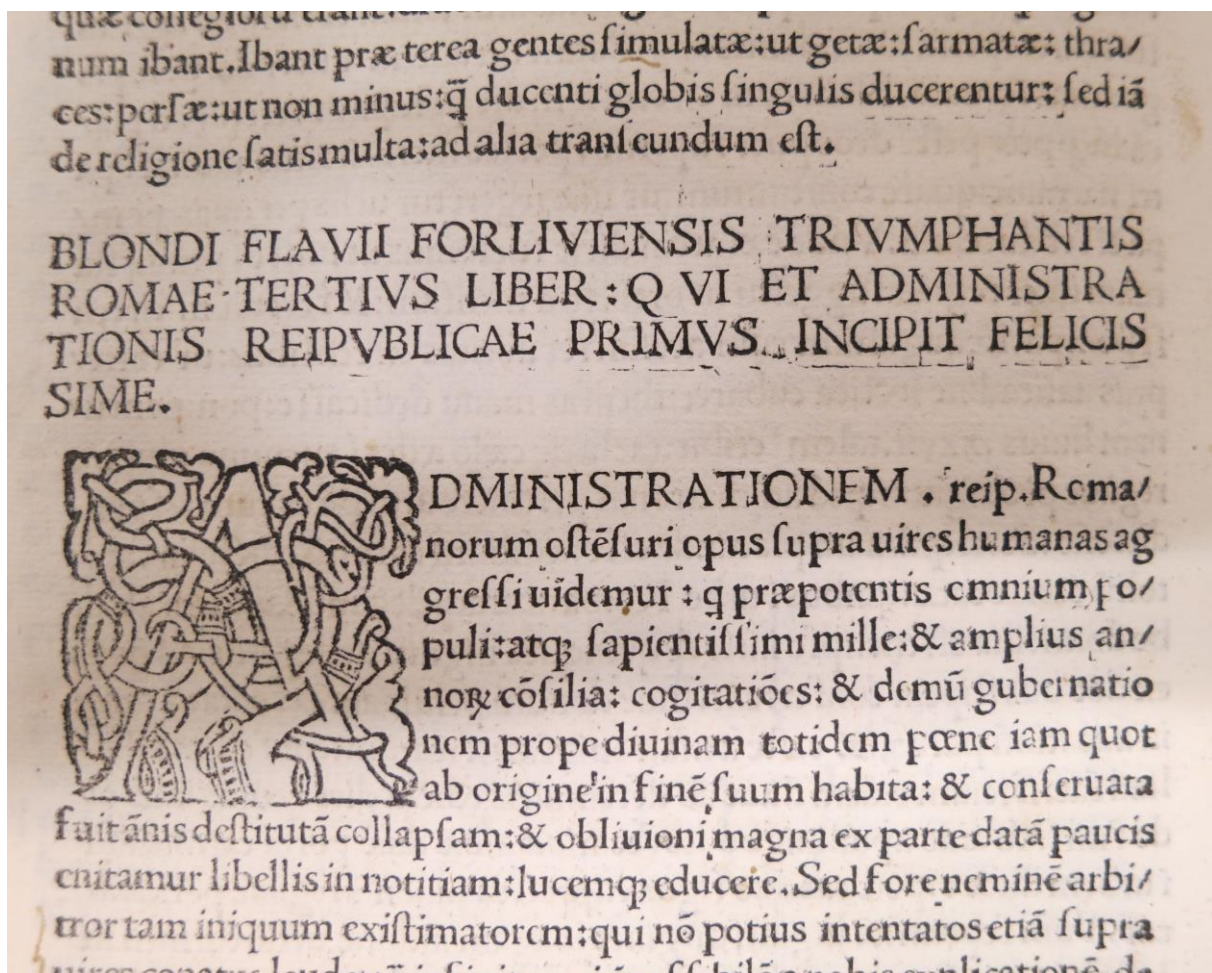 quæ collegioru erant:
num ibant.Ibant præ terea gentes ſimulatæ:ut getæ:ſarmatæ: thra/
ces:perſæ:ut non minus:q̃ ducenti globis ſingulis ducerentur: ſed iã
de religione ſatis multa:ad alia tranſeundum eſt.
BLONDI FLAVII FORLIVIENSIS TRIVMPHANTIS
ROMAE TERTIVS LIBER : Q VI ET ADMINISTRA
TIONIS REIPVBLICAE PRIMVS INCIPIT FELICIS
SIME.
ADMINISTRATIONEM . reip.Roma/
norum oſtẽſuri opus ſupra uires humanas ag
greſſi uidemur : q præpotentis omnium po/
puli:atq; ſapientiſſimi mille:& amplius an/
noꝝ cõſilia: cogitatiões: & demũ gubernatio
nem prope diuinam totidem pœne iam quot
ab origine in finẽ ſuum habita: & conſeruata
fuit ãnis deſtitutã collapſam:& obliuioni magna ex parte datã paucis
enitamur libellis in notitiam:lucemq; educere.Sed fore neminẽ arbi/
tror tam iniquum exiſtimatorem:qui nõ potius intentatos etiã ſupra